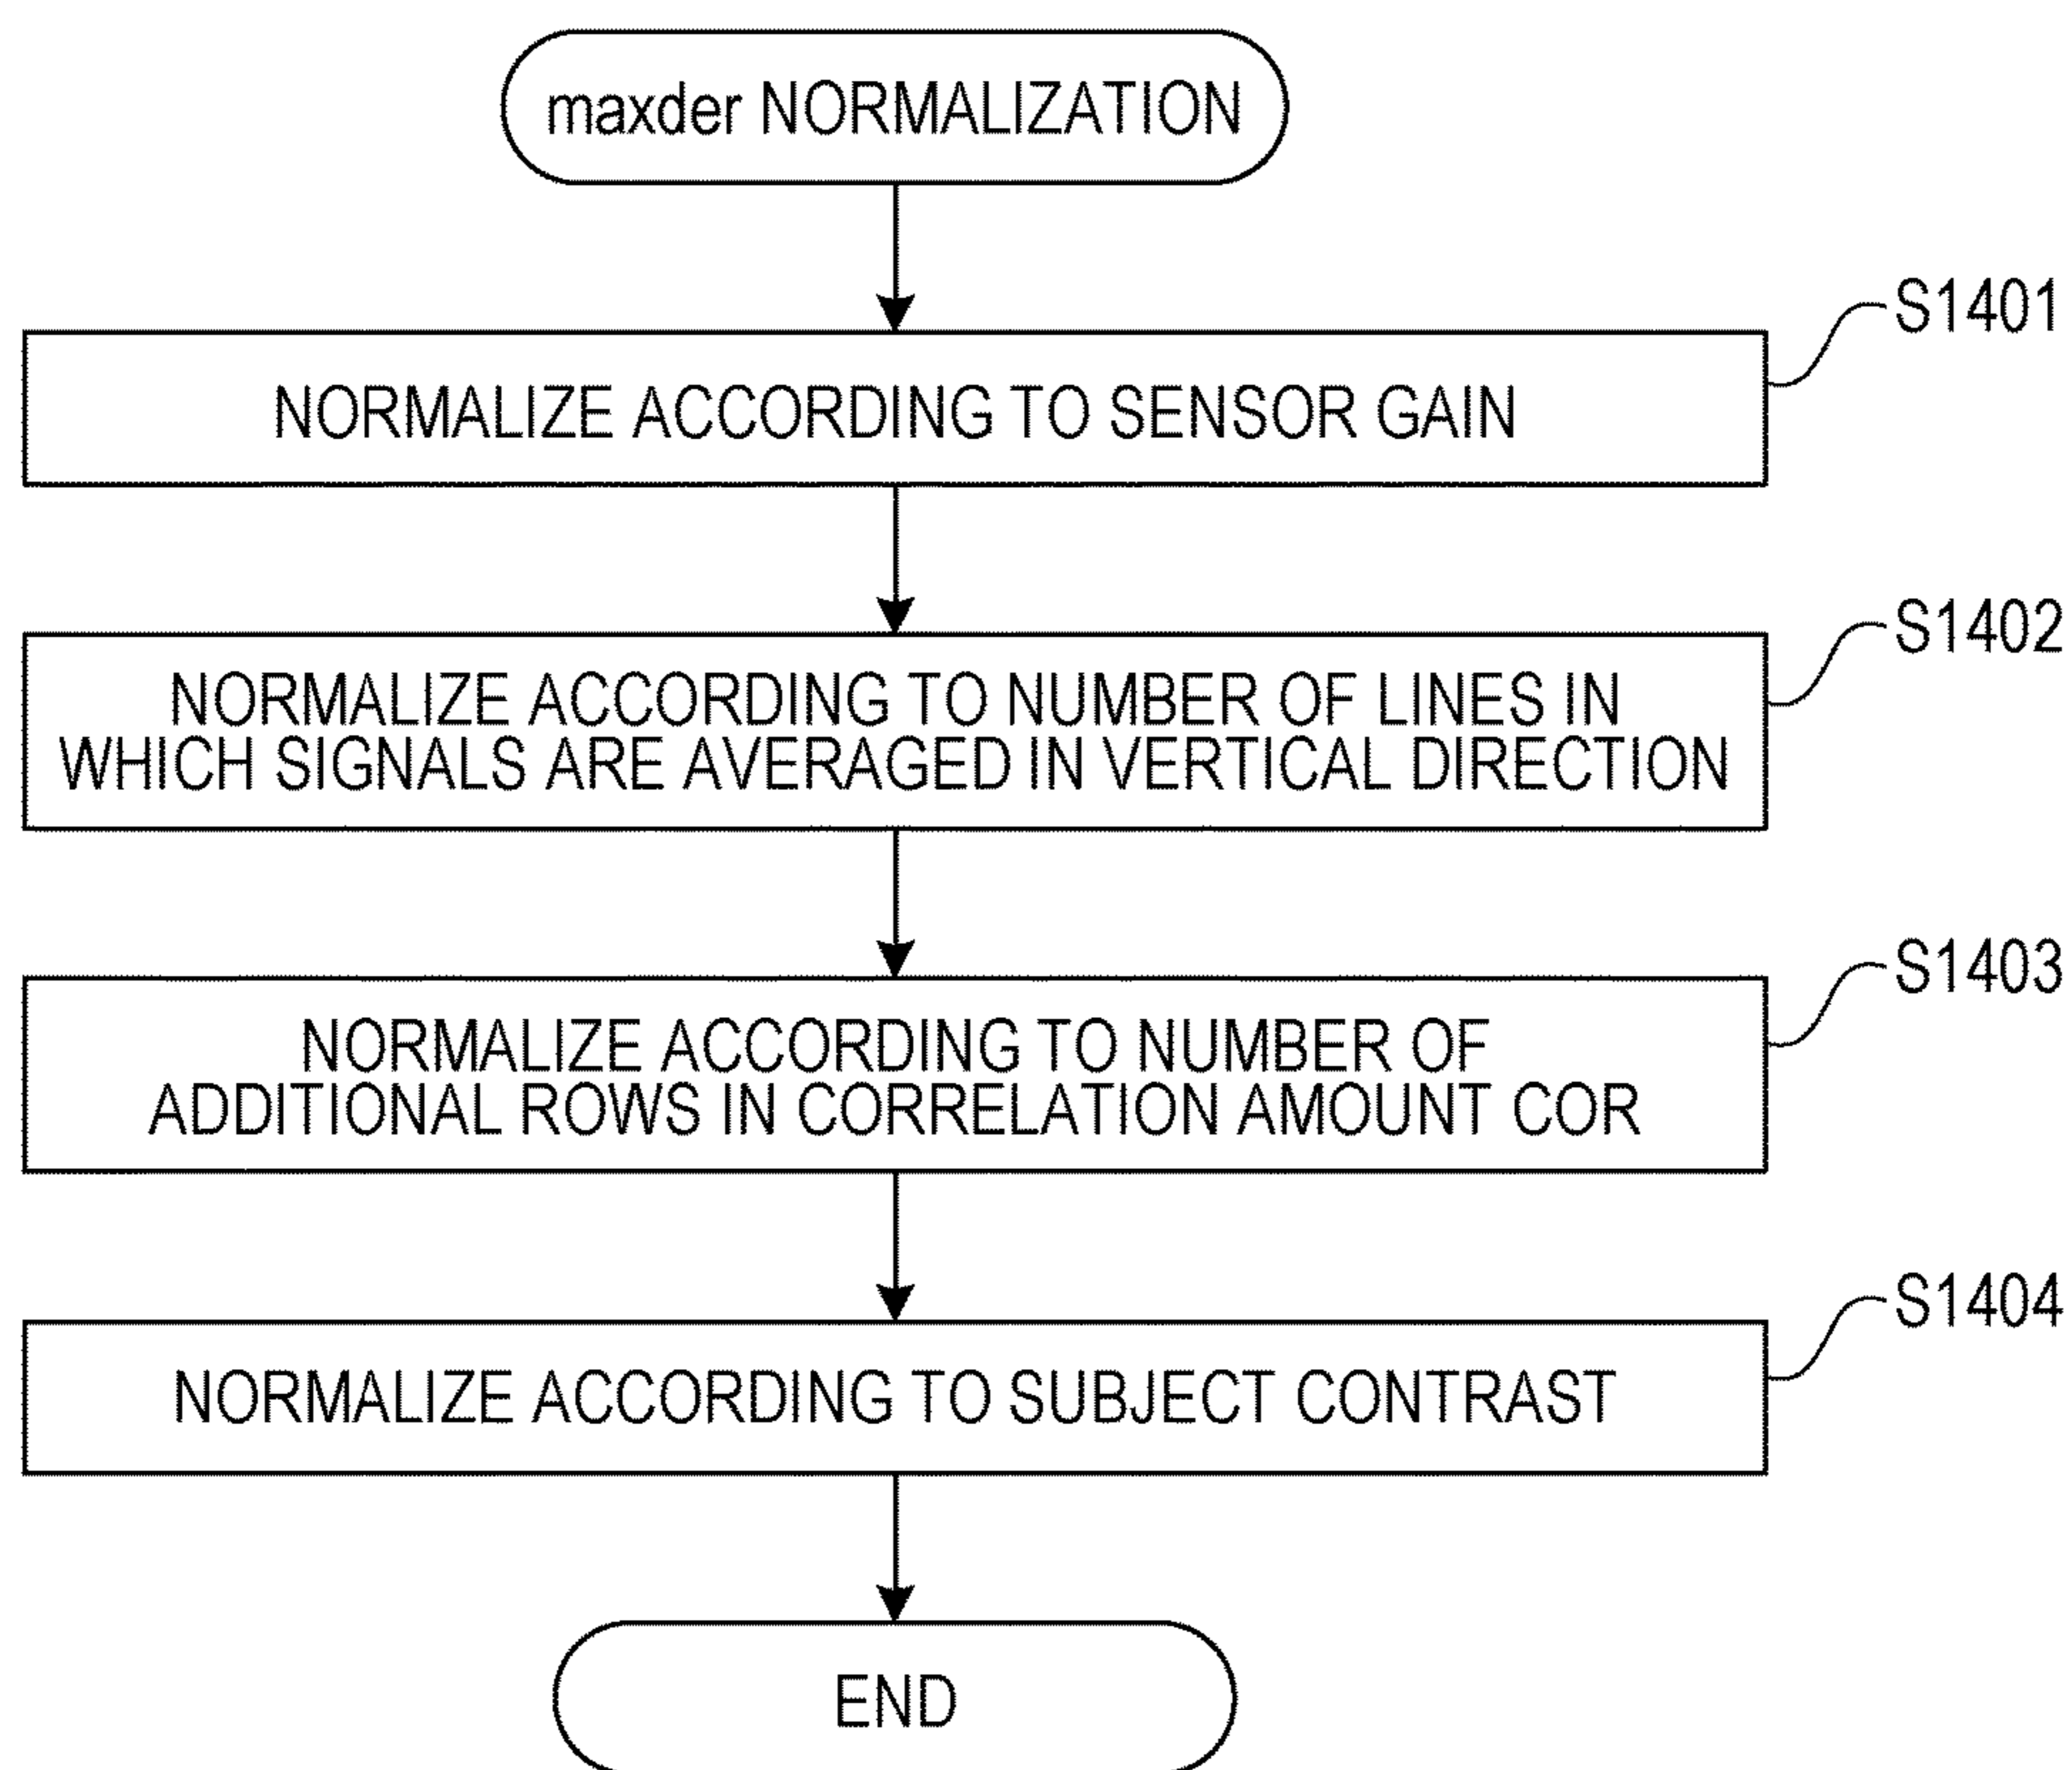 maxder NORMALIZATION
S1401
NORMALIZE ACCORDING TO SENSOR GAIN
S1402
NORMALIZE ACCORDING TO NUMBER OF LINES IN
WHICH SIGNALS ARE AVERAGED IN VERTICAL DIRECTION
S1403
NORMALIZE ACCORDING TO NUMBER OF
ADDITIONAL ROWS IN CORRELATION AMOUNT COR
S1404
NORMALIZE ACCORDING TO SUBJECT CONTRAST
END